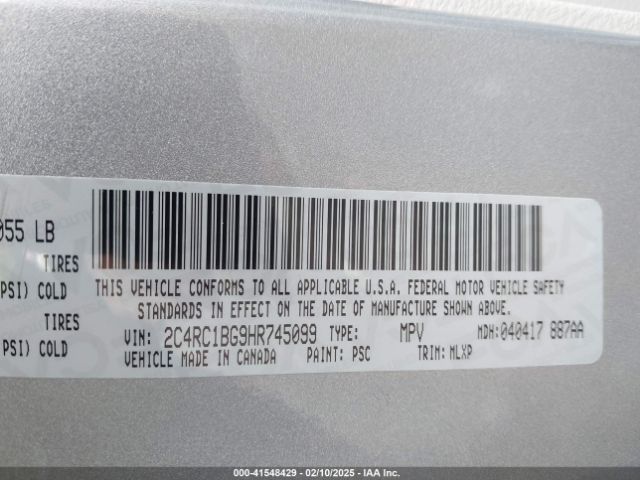 055 LB
TIRES
PSI) COLD
TIRES
PSI) COLD
THIS VEHICLE CONFORMS TO ALL APPLICABLE U.S.A. FEDERAL MOTOR VEHICLE SAFETY
STANDARDS IN EFFECT ON THE DATE OF MANUFACTURE SHOWN ABOVE.
VIN: 2C4RC1BG9HR745099 TYPE: MPV MDH:040417 887AA
VEHICLE MADE IN CANADA PAINT: PSC TRIM: MLXP
000-41548429 - 02/10/2025 - IAA Inc.